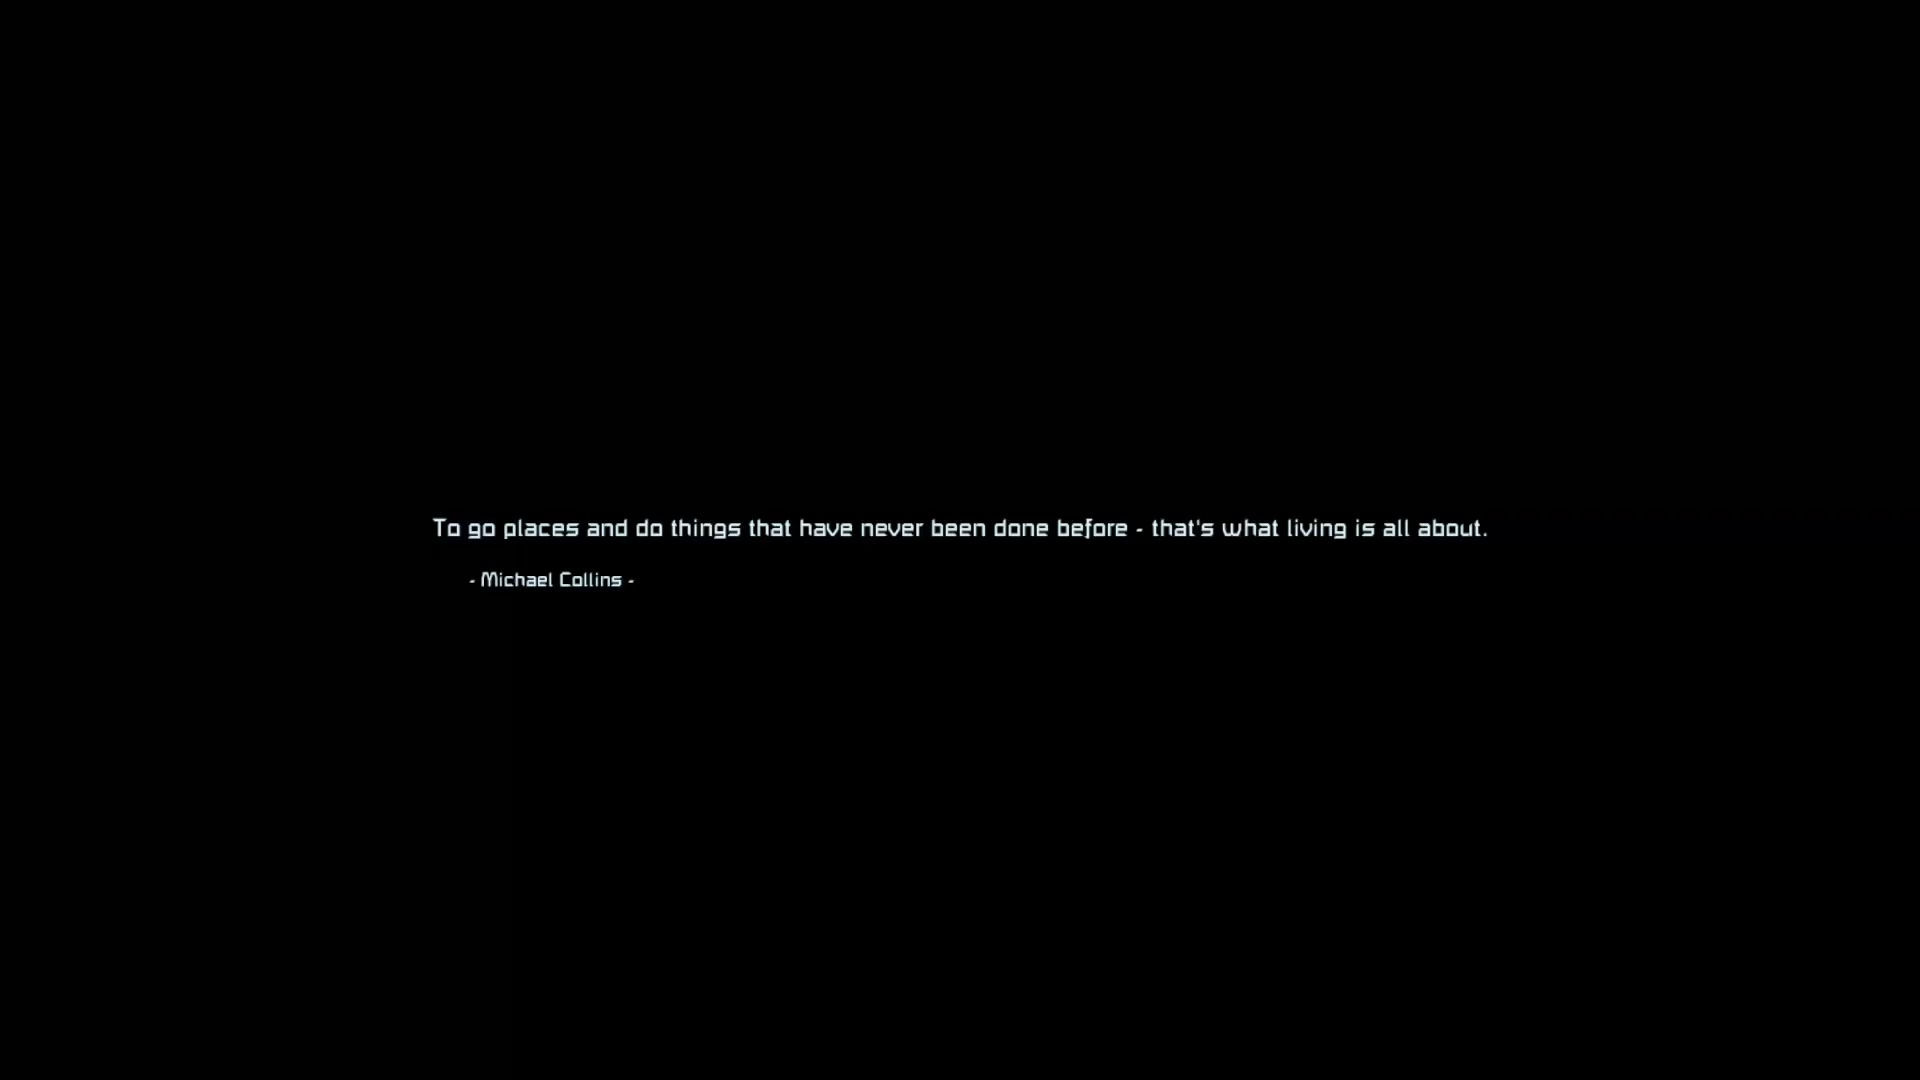 To go places and do things that have never been done before - that's what living is all about.
- Michael Collins -